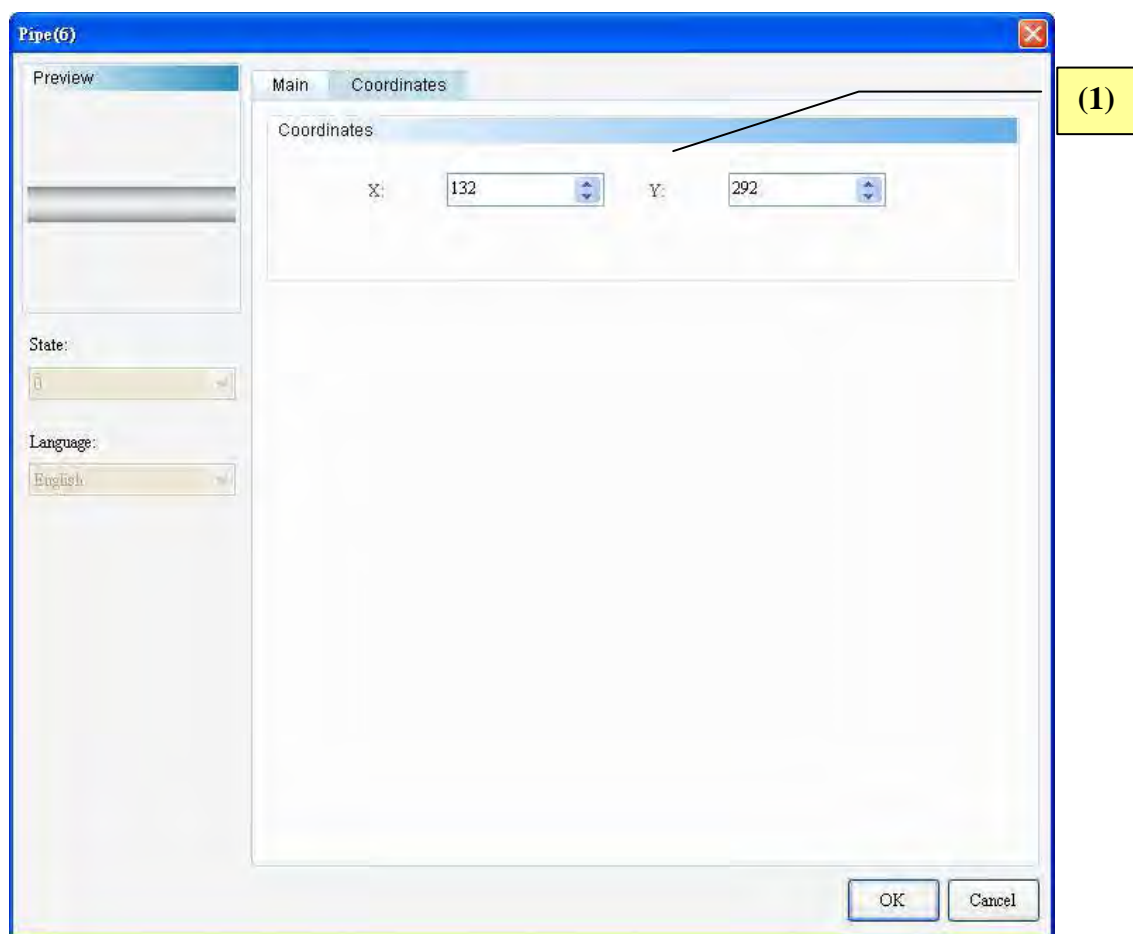 Pipe(6)
Preview
Main Coordinates
(1)
Coordinates
X: 132 Y: 292
State:
0
Language:
English
OK Cancel